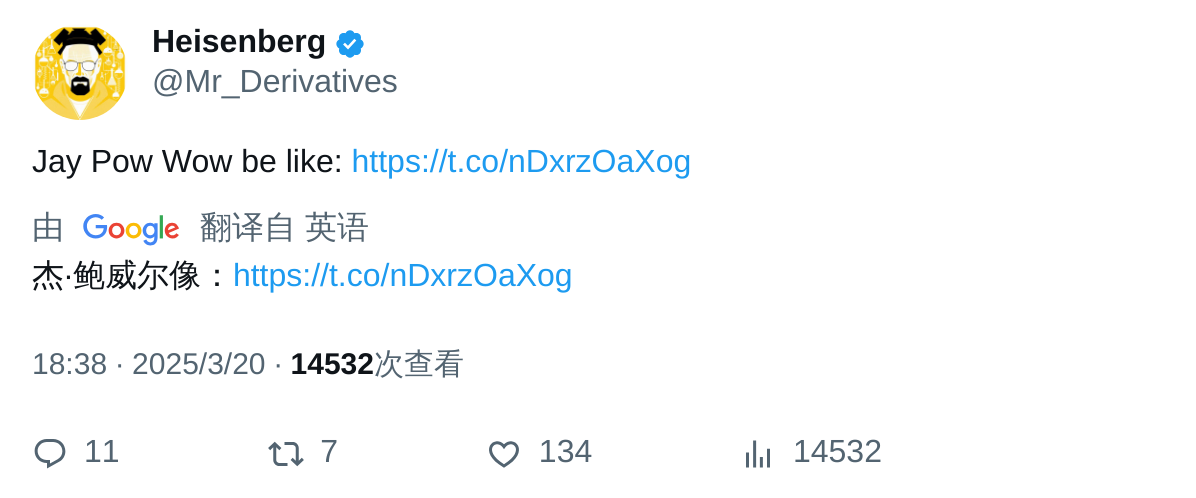 Heisenberg
@Mr_Derivatives
Jay Pow Wow be like: https://t.co/nDxrzOaXog
由 Google 翻译自 英语
杰·鲍威尔像：https://t.co/nDxrzOaXog
18:38 · 2025/3/20 · 14532次查看
11 7 134 14532